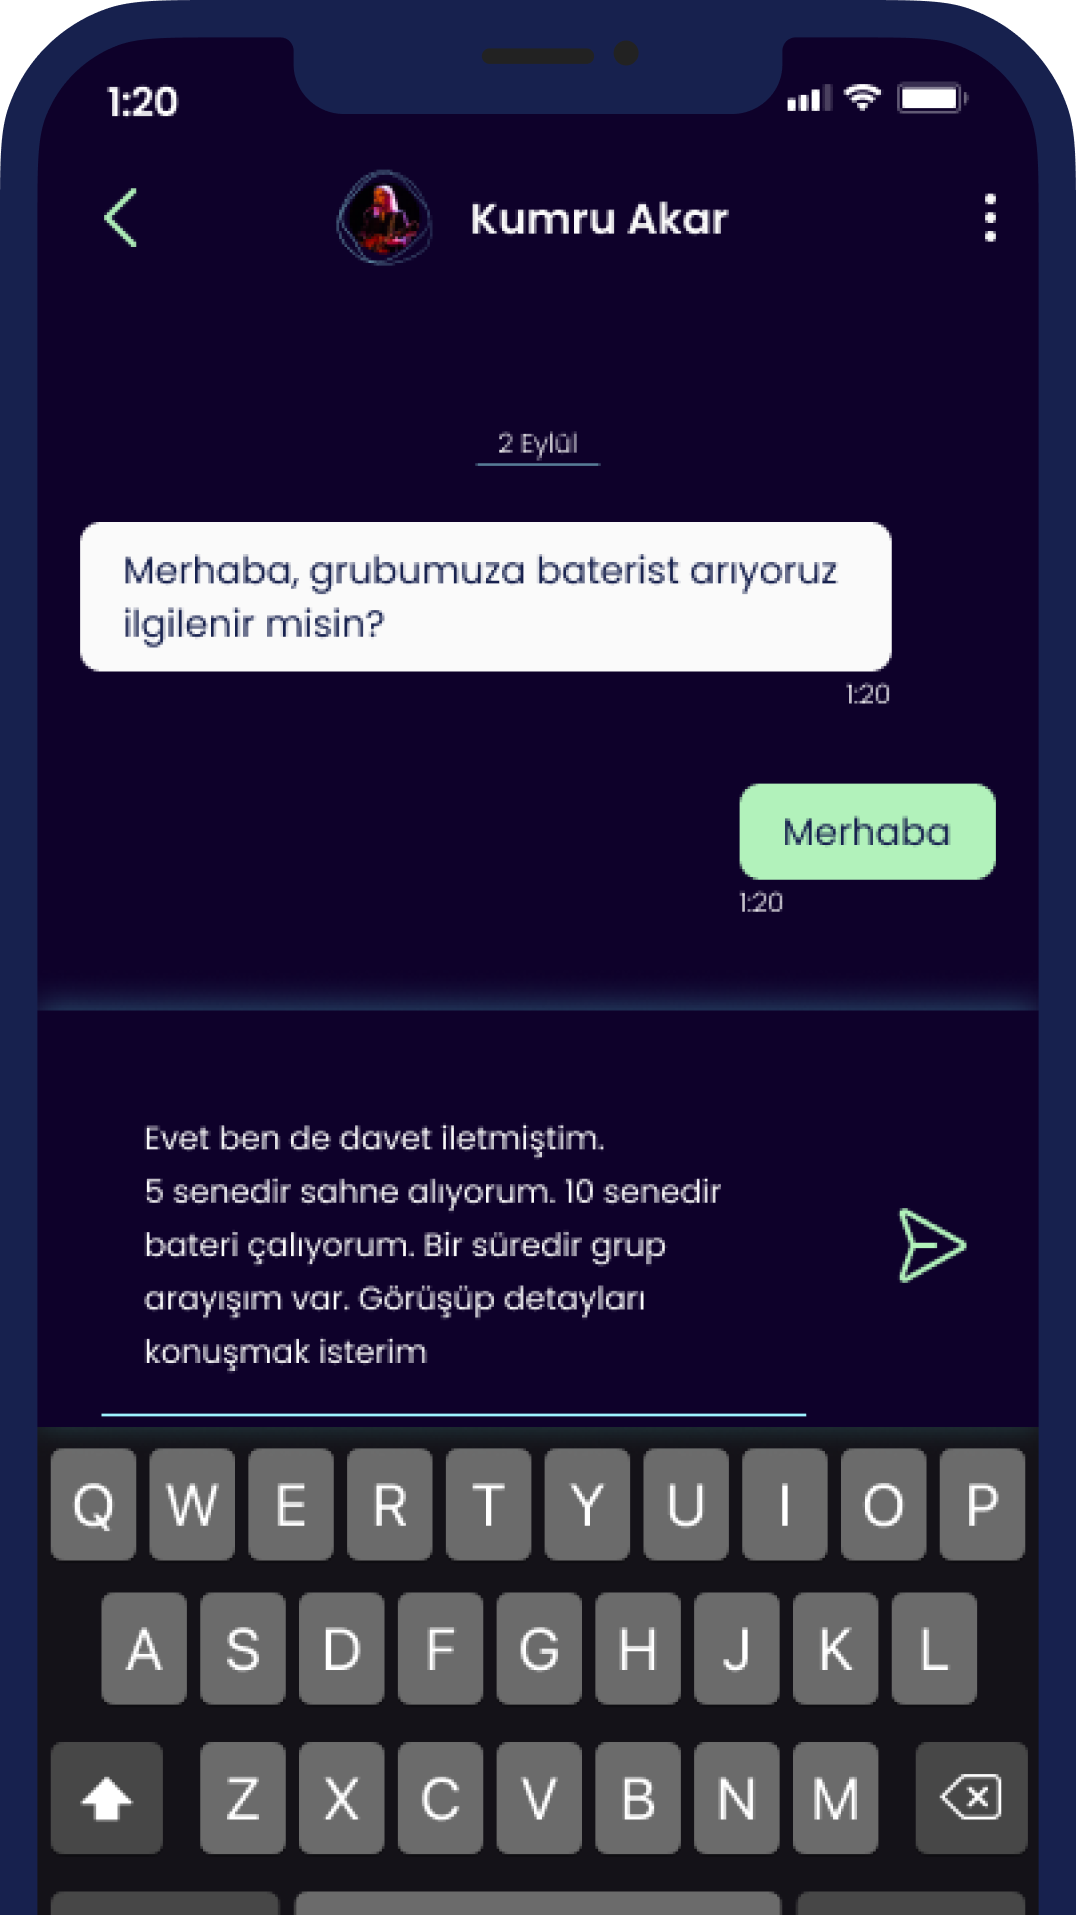 1:20
Kumru Akar
2 Eylül
Merhaba, grubumuza baterist arıyoruz
ilgilenir misin?
1:20
Merhaba
1:20
Evet ben de davet iletmiştim.
5 senedir sahne alıyorum. 10 senedir
bateri çalıyorum. Bir süredir grup
arayışım var. Görüşüp detayları
konuşmak isterim
Q W E R T Y U I O P
A S D F G H J K L
Z X C V B N M